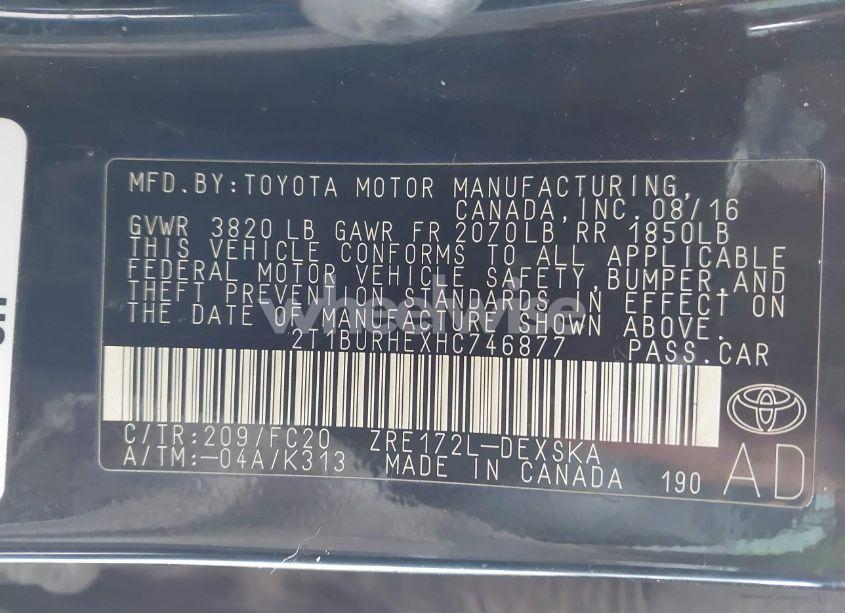 MFD.BY:TOYOTA MOTOR MANUFACTURING,
CANADA,INC.08/16
GVWR 3820 LB GAWR FR 2070LB RR 1850LB
THIS VEHICLE CONFORMS TO ALL APPLICABLE
FEDERAL MOTOR VEHICLE SAFETY,BUMPER,AND
THEFT PREVENTION STANDARDS IN EFFECT ON
THE DATE OF MANUFACTURE SHOWN ABOVE.
2T1BURHEXHC746877 PASS.CAR
C/TR:209/FC20 ZRE172L-DEXSKA
A/TM:-04A/K313 MADE IN CANADA 190 AD